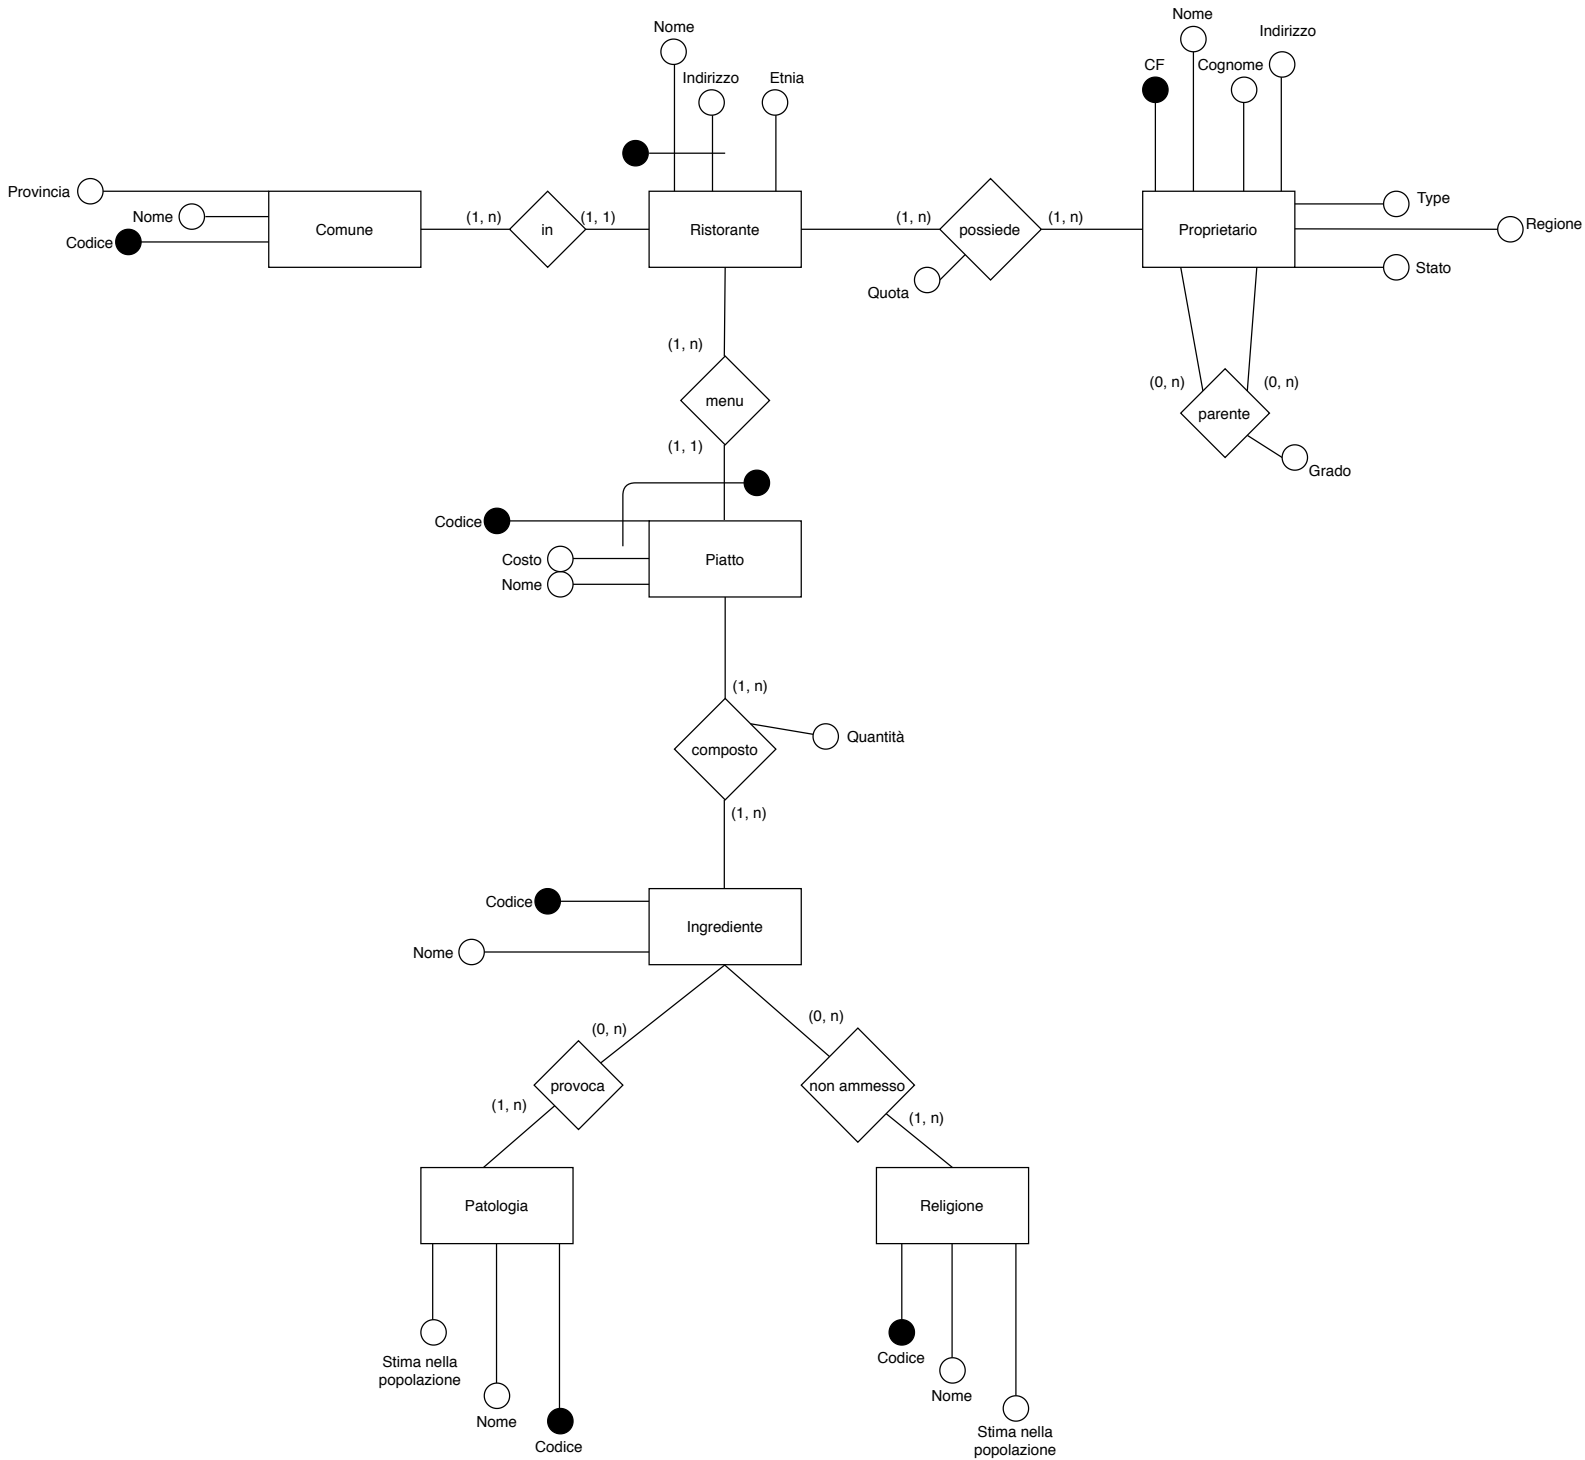 Nome
Indirizzo
Etnia
Nome
Indirizzo
CF
Cognome
Provincia
Nome
Codice
Comune
(1, n)
in
(1, 1)
Ristorante
(1, n)
possiede
(1, n)
Quota
Proprietario
Type
Regione
Stato
(1, n)
menu
(1, 1)
(0, n)
(0, n)
parente
Grado
Codice
Costo
Nome
Piatto
(1, n)
composto
Quantità
(1, n)
Codice
Nome
Ingrediente
(0, n)
(0, n)
provoca
non ammesso
(1, n)
(1, n)
Patologia
Religione
Stima nella
popolazione
Nome
Codice
Codice
Nome
Stima nella
popolazione